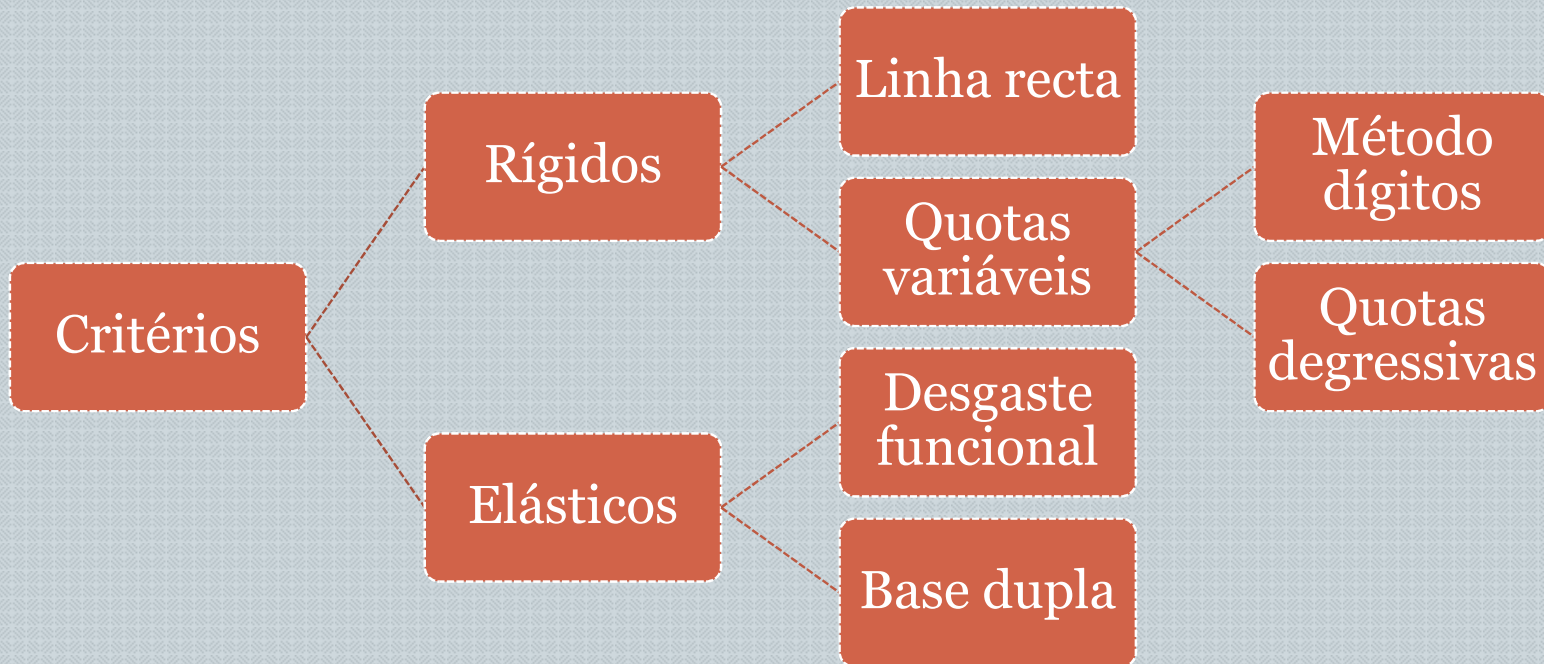 Critérios
Rígidos
Linha recta
Quotas
variáveis
Método
dígitos
Quotas
degressivas
Elásticos
Desgaste
funcional
Base dupla